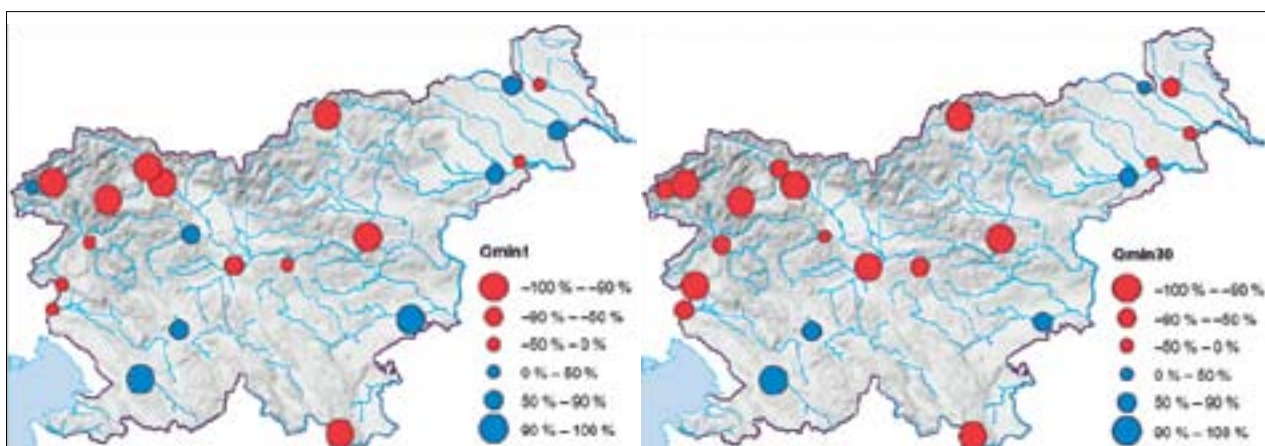 Qmin1
−100 % – −90 %
−90 % – −50 %
−50 % – 0 %
0 % – 50 %
50 % – 90 %
90 % – 100 %
Qmin30
−100 % – −90 %
−90 % – −50 %
−50 % – 0 %
0 % – 50 %
50 % – 90 %
90 % – 100 %